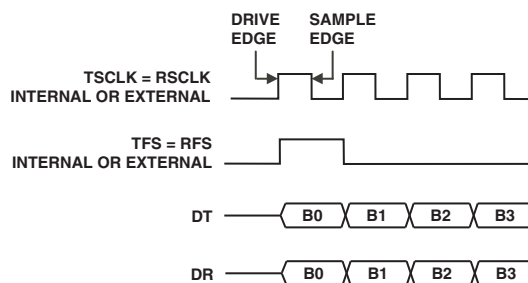 DRIVE EDGE
SAMPLE EDGE
TSCLK = RSCLK
INTERNAL OR EXTERNAL
TFS = RFS
INTERNAL OR EXTERNAL
DT B0 B1 B2 B3
DR B0 B1 B2 B3